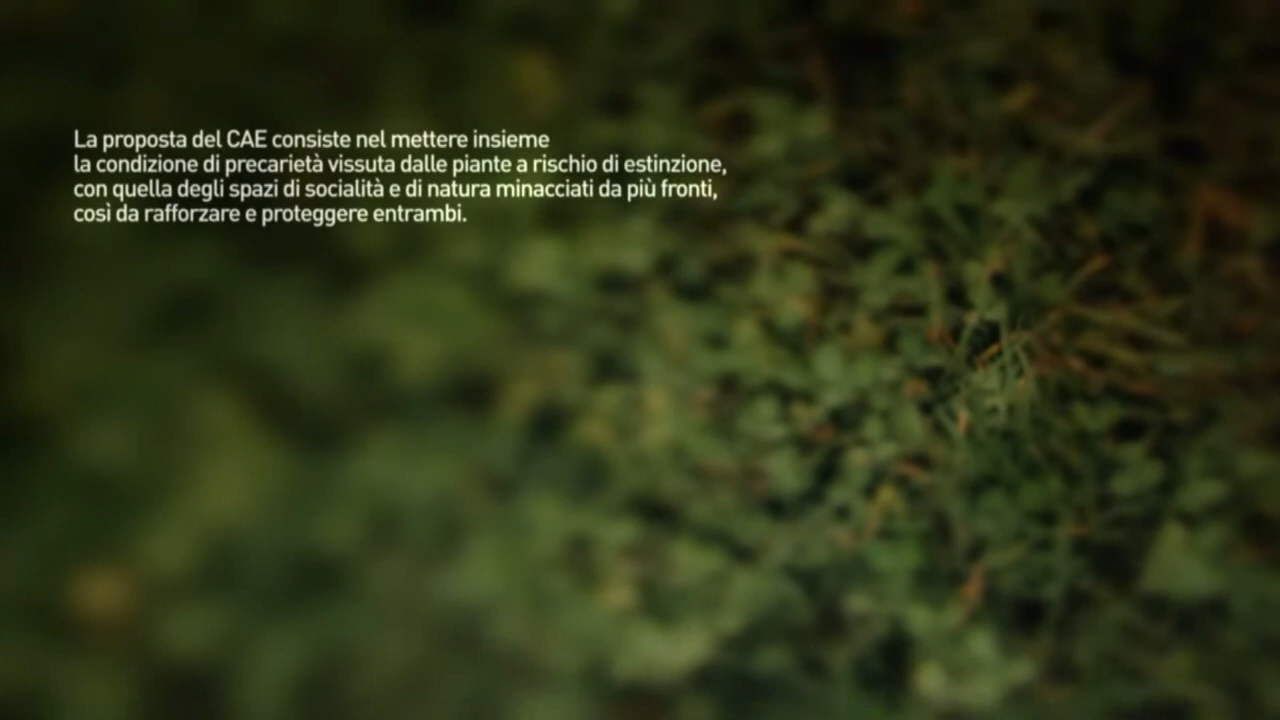 La proposta del CAE consiste nel mettere insieme
la condizione di precarietà vissuta dalle piante a rischio di estinzione,
con quella degli spazi di socialità e di natura minacciati da più fronti,
così da rafforzare e proteggere entrambi.